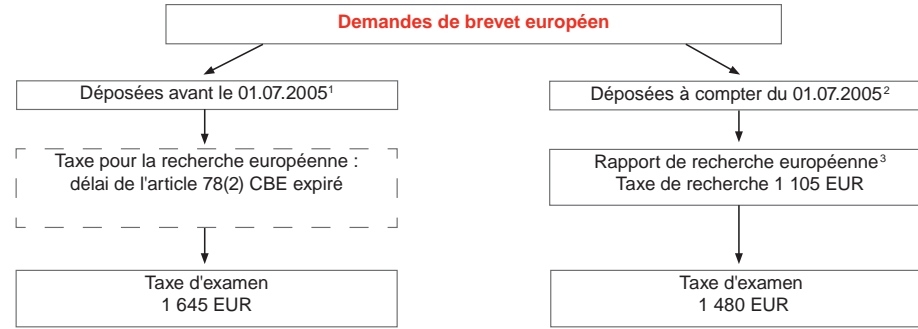 Demandes de brevet européen
Déposées avant le 01.07.2005¹
Déposées à compter du 01.07.2005²
Taxe pour la recherche européenne :
délai de l'article 78(2) CBE expiré
Rapport de recherche européenne³
Taxe de recherche 1 105 EUR
Taxe d'examen
1 645 EUR
Taxe d'examen
1 480 EUR